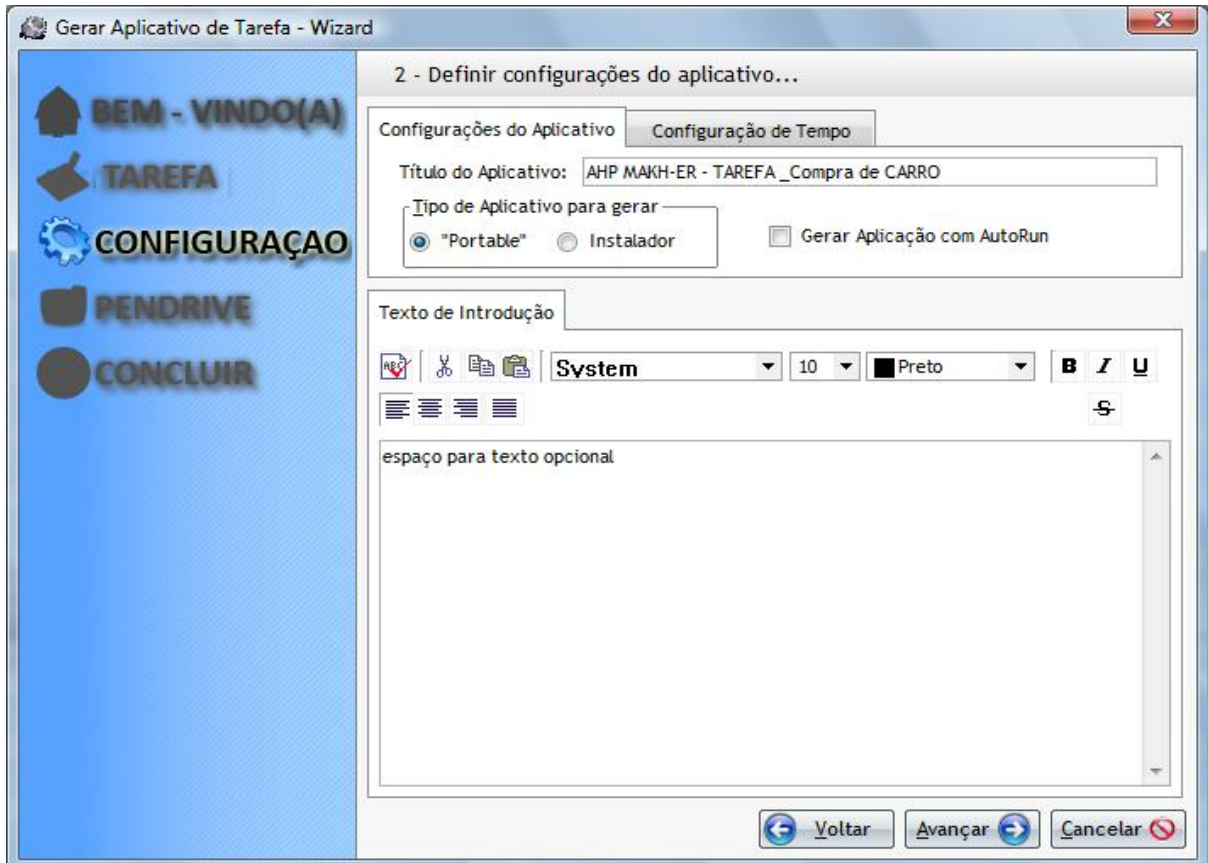 Gerar Aplicativo de Tarefa - Wizard
BEM - VINDO(A)
TAREFA
CONFIGURAÇAO
PENDRIVE
CONCLUIR
2 - Definir configurações do aplicativo...
Configurações do Aplicativo Configuração de Tempo
Título do Aplicativo: AHP MAKH-ER - TAREFA _Compra de CARRO
Tipo de Aplicativo para gerar
"Portable" Instalador Gerar Aplicação com AutoRun
Texto de Introdução
ABC System 10 Preto B I U
S
espaço para texto opcional
Voltar Avançar Cancelar